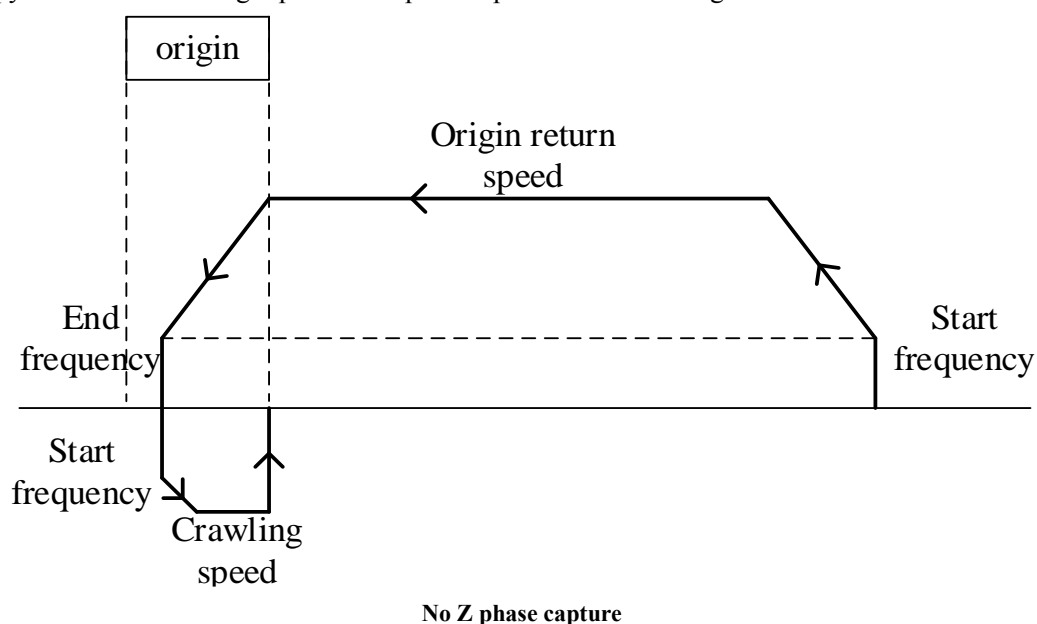 origin
Origin return
speed
End
frequency
Start
frequency
Start
frequency
Crawling
speed
No Z phase capture